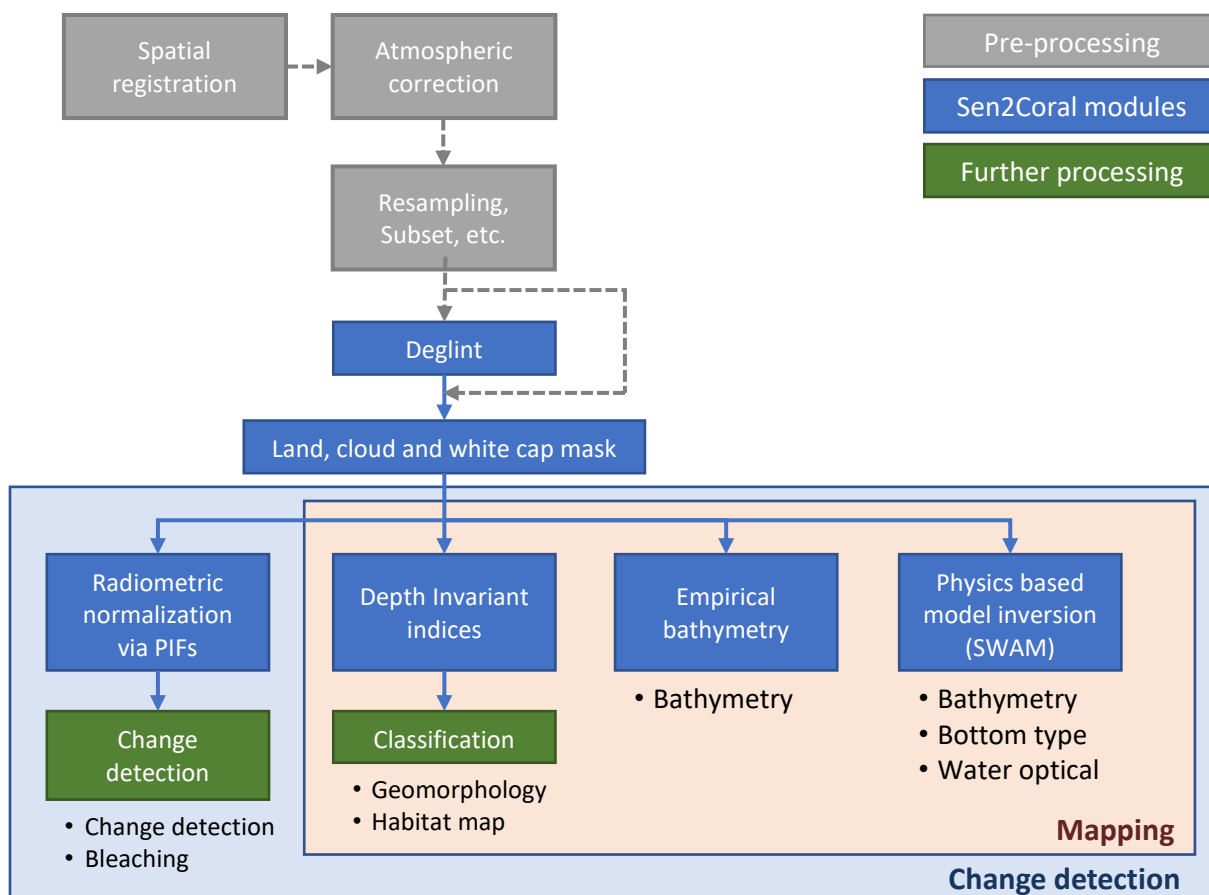 Spatial
registration
Atmospheric
correction
Pre-processing
Sen2Coral modules
Further processing
Resampling,
Subset, etc.
Deglint
Land, cloud and white cap mask
Radiometric
normalization
via PIFs
Depth Invariant
indices
Empirical
bathymetry
Physics based
model inversion
(SWAM)
• Bathymetry
• Bathymetry
• Bottom type
• Water optical
Change
detection
Classification
• Geomorphology
• Habitat map
• Change detection
• Bleaching
Mapping
Change detection